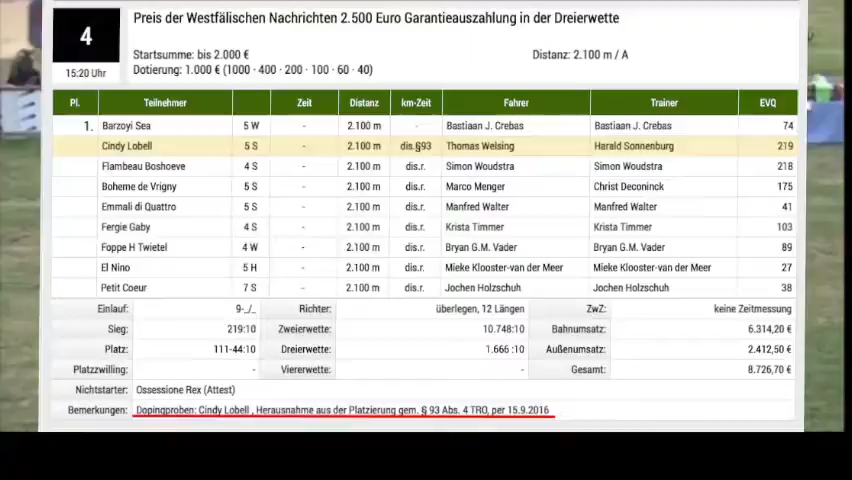 4
15:20 Uhr
Preis der Westfälischen Nachrichten 2.500 Euro Garantieauszahlung in der Dreierwette
Startsumme: bis 2.000 € Distanz: 2.100 m / A
Dotierung: 1.000 € (1000 · 400 · 200 · 100 · 60 · 40)
Pl. Teilnehmer Zeit Distanz km-Zeit Fahrer Trainer EVQ
1. Barzoyi Sea 5 W - 2.100 m - Bastiaan J. Crebas Bastiaan J. Crebas 74
Cindy Lobell 5 S - 2.100 m dis.§93 Thomas Welsing Harald Sonnenburg 219
Flambeau Boshoeve 4 S - 2.100 m dis.r. Simon Woudstra Simon Woudstra 218
Boheme de Vrigny 5 S - 2.100 m dis.r. Marco Menger Christ Deconinck 175
Emmali di Quattro 5 S - 2.100 m dis.r. Manfred Walter Manfred Walter 41
Fergie Gaby 4 S - 2.100 m dis.r. Krista Timmer Krista Timmer 103
Foppe H Twietel 4 W - 2.100 m dis.r. Bryan G.M. Vader Bryan G.M. Vader 89
El Nino 5 H - 2.100 m dis.r. Mieke Klooster-van der Meer Mieke Klooster-van der Meer 27
Petit Coeur 7 S - 2.100 m dis.r. Jochen Holzschuh Jochen Holzschuh 38
Einlauf: 9-_/_ Richter: überlegen, 12 Längen ZwZ: keine Zeitmessung
Sieg: 219:10 Zweierwette: 10.748:10 Bahnumsatz: 6.314,20 €
Platz: 111-44:10 Dreierwette: 1.666 :10 Außenumsatz: 2.412,50 €
Platzzwilling: - Viererwette: - Gesamt: 8.726,70 €
Nichtstarter: Ossessione Rex (Attest)
Bemerkungen: Dopingproben: Cindy Lobell , Herausnahme aus der Platzierung gem. § 93 Abs. 4 TRO, per 15.9.2016